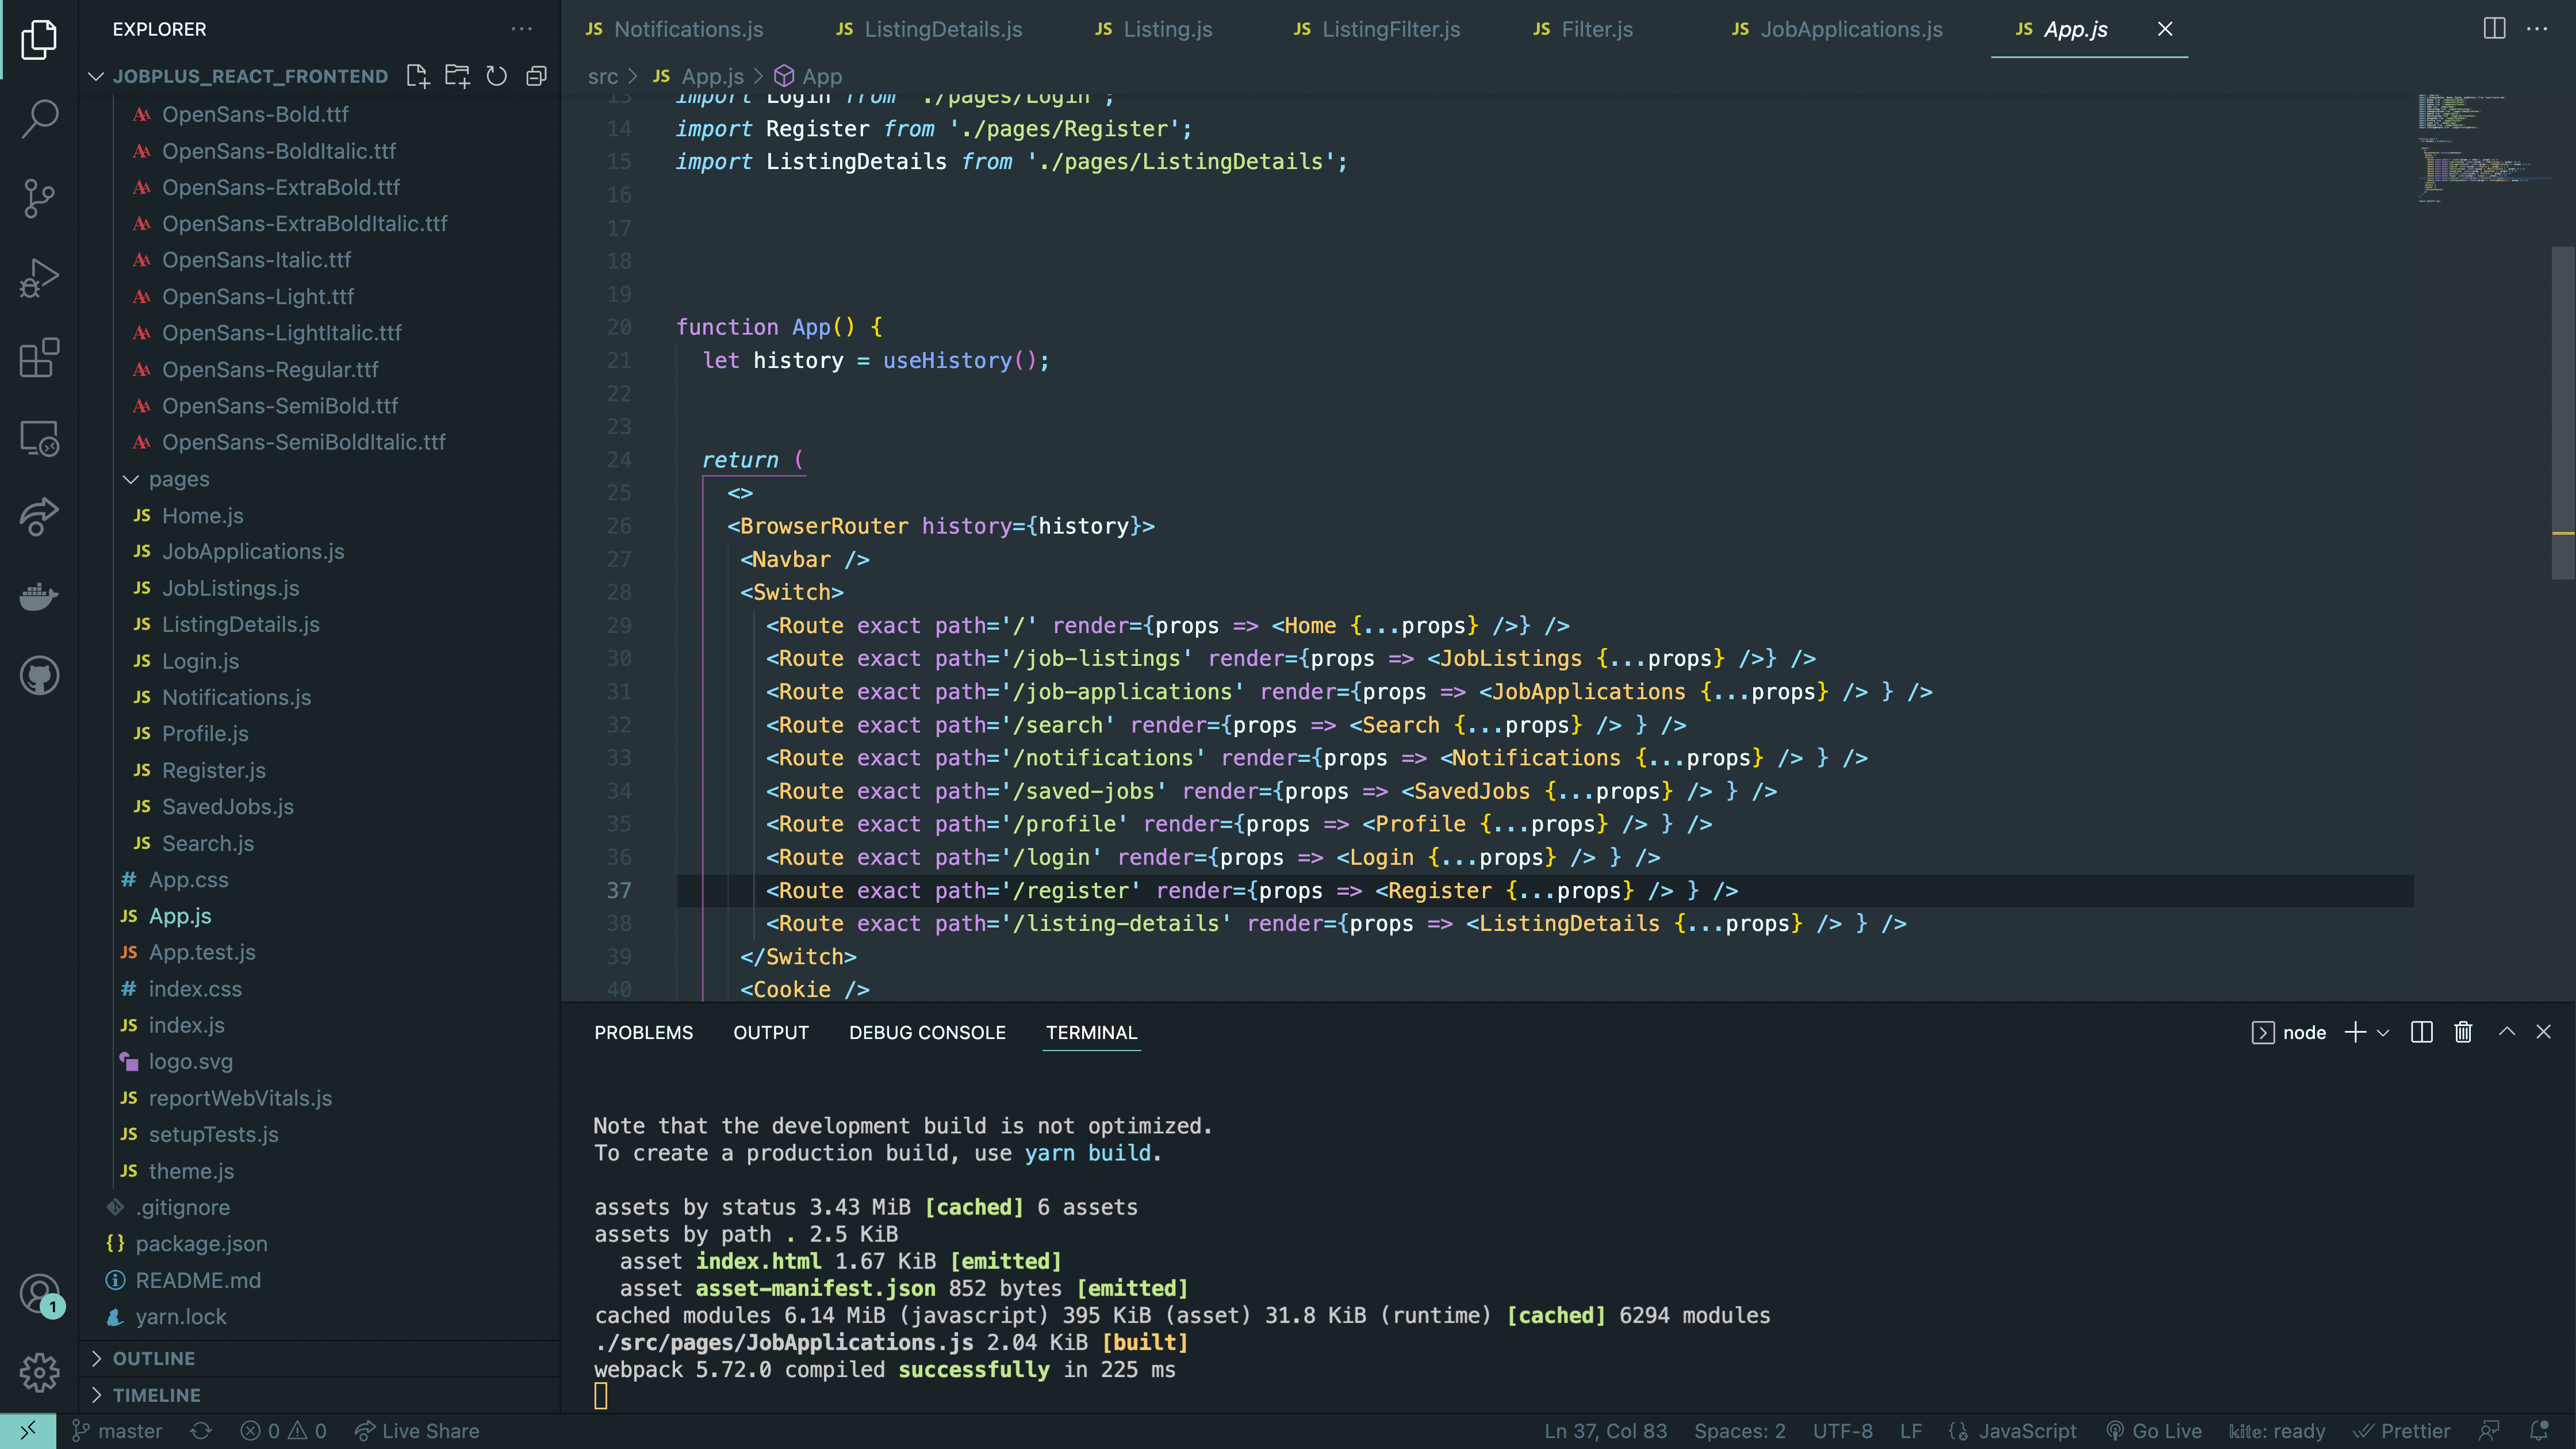 EXPLORER
JOBPLUS_REACT_FRONTEND
OpenSans-Bold.ttf
OpenSans-BoldItalic.ttf
OpenSans-ExtraBold.ttf
OpenSans-ExtraBoldItalic.ttf
OpenSans-Italic.ttf
OpenSans-Light.ttf
OpenSans-LightItalic.ttf
OpenSans-Regular.ttf
OpenSans-SemiBold.ttf
OpenSans-SemiBoldItalic.ttf
pages
JS Home.js
JS JobApplications.js
JS JobListings.js
JS ListingDetails.js
JS Login.js
JS Notifications.js
JS Profile.js
JS Register.js
JS SavedJobs.js
JS Search.js
# App.css
JS App.js
JS App.test.js
# index.css
JS index.js
logo.svg
JS reportWebVitals.js
JS setupTests.js
JS theme.js
.gitignore
{} package.json
README.md
yarn.lock
OUTLINE
TIMELINE
1
JS Notifications.js JS ListingDetails.js JS Listing.js JS ListingFilter.js JS Filter.js JS JobApplications.js JS App.js
src > JS App.js > App
13 import Login from './pages/Login';
14 import Register from './pages/Register';
15 import ListingDetails from './pages/ListingDetails';
16
17
18
19
20 function App() {
21 let history = useHistory();
22
23
24 return (
25 <>
26 <BrowserRouter history={history}>
27 <Navbar />
28 <Switch>
29 <Route exact path='/' render={props => <Home {...props} />} />
30 <Route exact path='/job-listings' render={props => <JobListings {...props} />} />
31 <Route exact path='/job-applications' render={props => <JobApplications {...props} /> } />
32 <Route exact path='/search' render={props => <Search {...props} /> } />
33 <Route exact path='/notifications' render={props => <Notifications {...props} /> } />
34 <Route exact path='/saved-jobs' render={props => <SavedJobs {...props} /> } />
35 <Route exact path='/profile' render={props => <Profile {...props} /> } />
36 <Route exact path='/login' render={props => <Login {...props} /> } />
37 <Route exact path='/register' render={props => <Register {...props} /> } />
38 <Route exact path='/listing-details' render={props => <ListingDetails {...props} /> } />
39 </Switch>
40 <Cookie />
PROBLEMS OUTPUT DEBUG CONSOLE TERMINAL
node
Note that the development build is not optimized.
To create a production build, use yarn build.
assets by status 3.43 MiB [cached] 6 assets
assets by path . 2.5 KiB
asset index.html 1.67 KiB [emitted]
asset asset-manifest.json 852 bytes [emitted]
cached modules 6.14 MiB (javascript) 395 KiB (asset) 31.8 KiB (runtime) [cached] 6294 modules
./src/pages/JobApplications.js 2.04 KiB [built]
webpack 5.72.0 compiled successfully in 225 ms
master 0 0 Live Share Ln 37, Col 83 Spaces: 2 UTF-8 LF JavaScript Go Live kite: ready Prettier